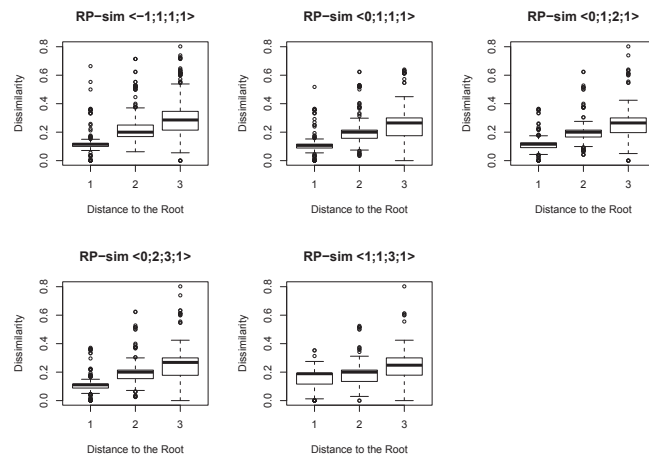 RP−sim <−1;1;1;1>
RP−sim <0;1;1;1>
RP−sim <0;1;2;1>
Dissimilarity
0.0 0.2 0.4 0.6 0.8
1 2 3
Distance to the Root
Dissimilarity
0.0 0.2 0.4 0.6 0.8
1 2 3
Distance to the Root
Dissimilarity
0.0 0.2 0.4 0.6 0.8
1 2 3
Distance to the Root
RP−sim <0;2;3;1>
RP−sim <1;1;3;1>
Dissimilarity
0.0 0.2 0.4 0.6 0.8
1 2 3
Distance to the Root
Dissimilarity
0.0 0.2 0.4 0.6 0.8
1 2 3
Distance to the Root